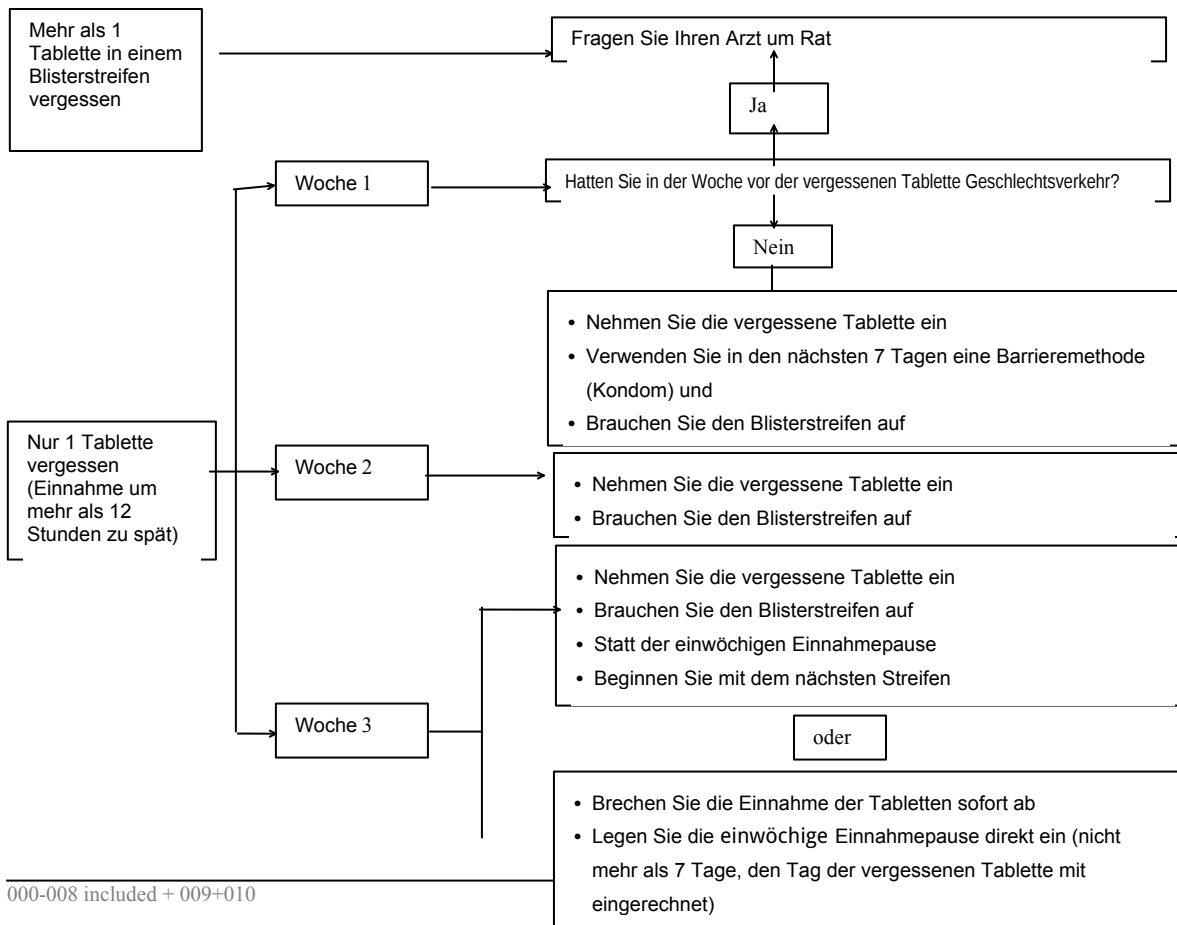 Mehr als 1
Tablette in einem
Blisterstreifen
vergessen
Fragen Sie Ihren Arzt um Rat
Ja
Woche 1
Hatten Sie in der Woche vor der vergessenen Tablette Geschlechtsverkehr?
Nein
• Nehmen Sie die vergessene Tablette ein
• Verwenden Sie in den nächsten 7 Tagen eine Barrieremethode
(Kondom) und
• Brauchen Sie den Blisterstreifen auf
Nur 1 Tablette
vergessen
(Einnahme um
mehr als 12
Stunden zu spät)
Woche 2
• Nehmen Sie die vergessene Tablette ein
• Brauchen Sie den Blisterstreifen auf
• Nehmen Sie die vergessene Tablette ein
• Brauchen Sie den Blisterstreifen auf
• Statt der einwöchigen Einnahmepause
• Beginnen Sie mit dem nächsten Streifen
Woche 3
oder
• Brechen Sie die Einnahme der Tabletten sofort ab
• Legen Sie die einwöchige Einnahmepause direkt ein (nicht
mehr als 7 Tage, den Tag der vergessenen Tablette mit
eingerechnet)
000-008 included + 009+010